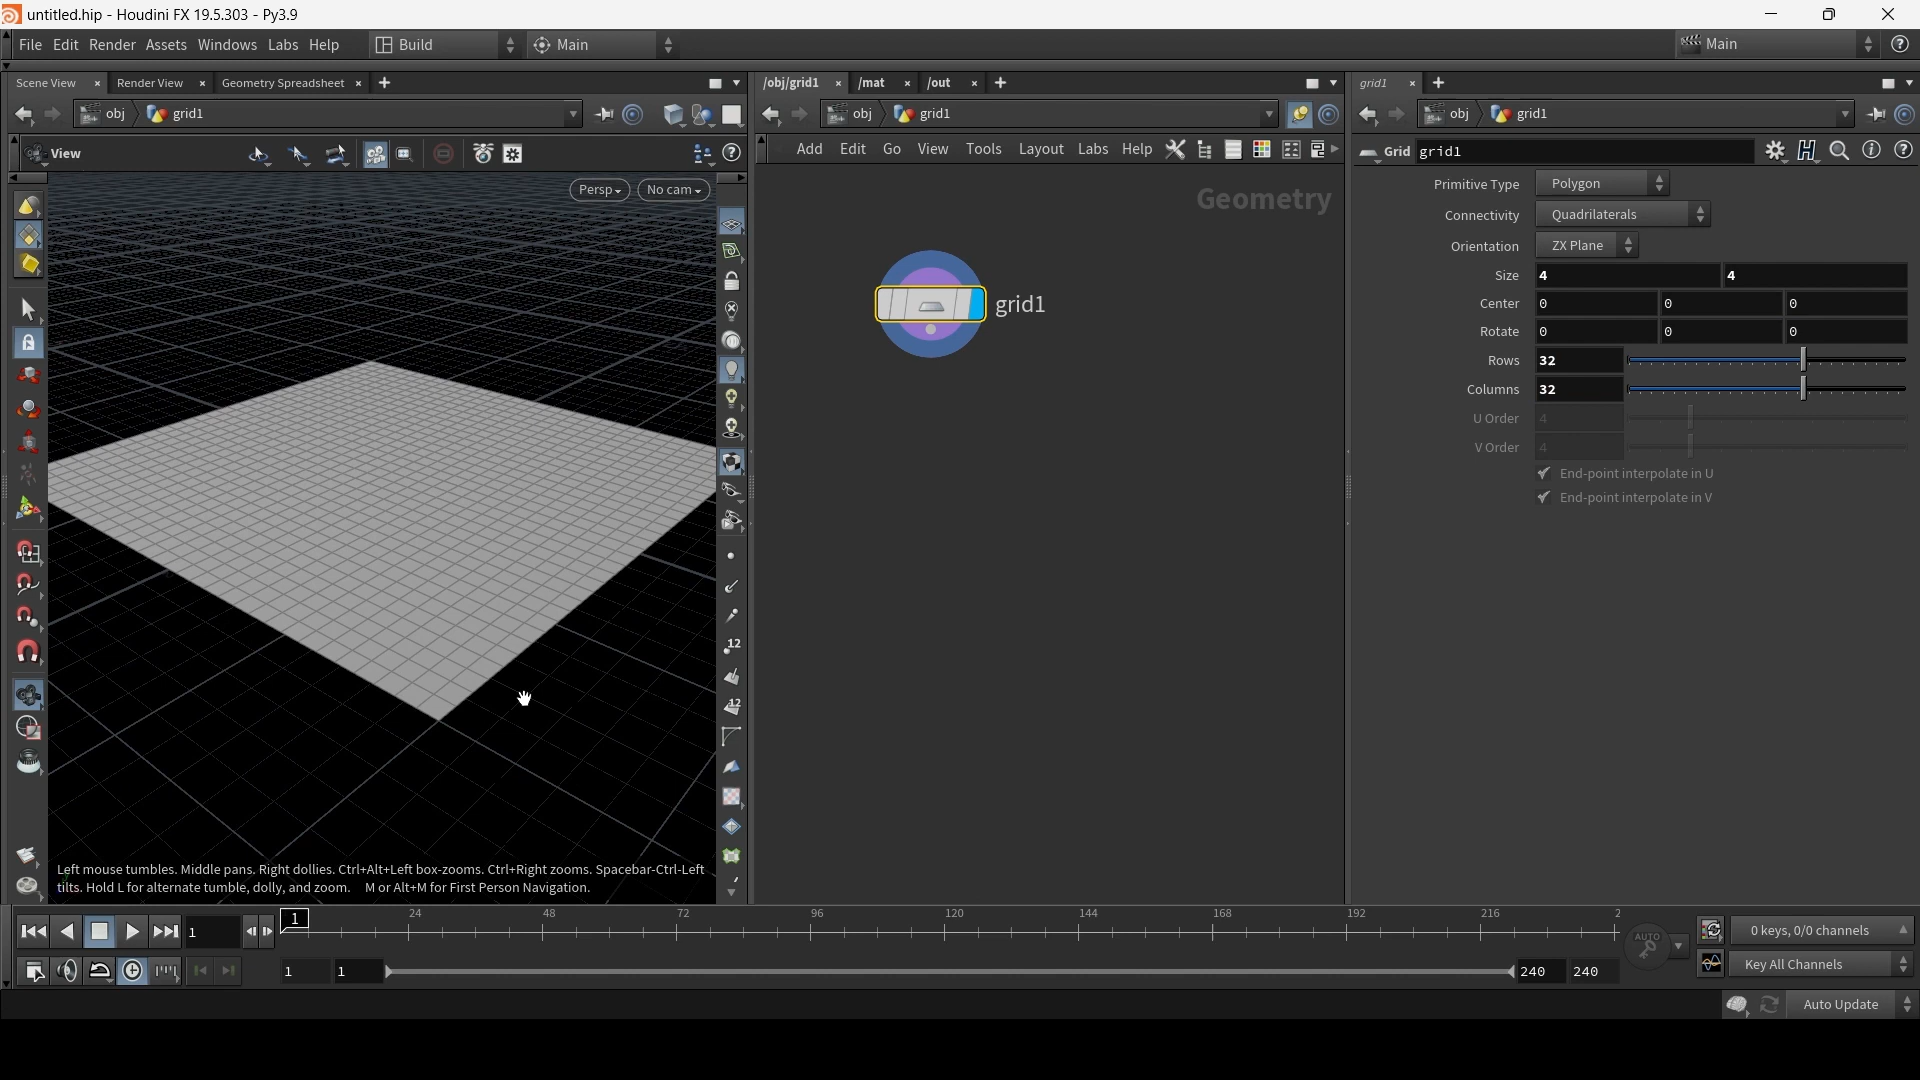 untitled.hip - Houdini FX 19.5.303 - Py3.9
File Edit Render Assets Windows Labs Help Build Main Main
Scene View × Render View × Geometry Spreadsheet × +
/obj/grid1 × /mat × /out × +
grid1 × +
obj grid1
obj grid1
obj grid1
View
Add Edit Go View Tools Layout Labs Help
Grid grid1
Persp No cam
Geometry
grid1
Primitive Type Polygon
Connectivity Quadrilaterals
Orientation ZX Plane
Size 4 4
Center 0 0 0
Rotate 0 0 0
Rows 32
Columns 32
U Order 4
V Order 4
End-point interpolate in U
End-point interpolate in V
12
12
Left mouse tumbles. Middle pans. Right dollies. Ctrl+Alt+Left box-zooms. Ctrl+Right zooms. Spacebar-Ctrl-Left
tilts. Hold L for alternate tumble, dolly, and zoom. M or Alt+M for First Person Navigation.
1 1 24 48 72 96 120 144 168 192 216 2
AUTO
0 keys, 0/0 channels
1 1 240 240
Key All Channels
Auto Update